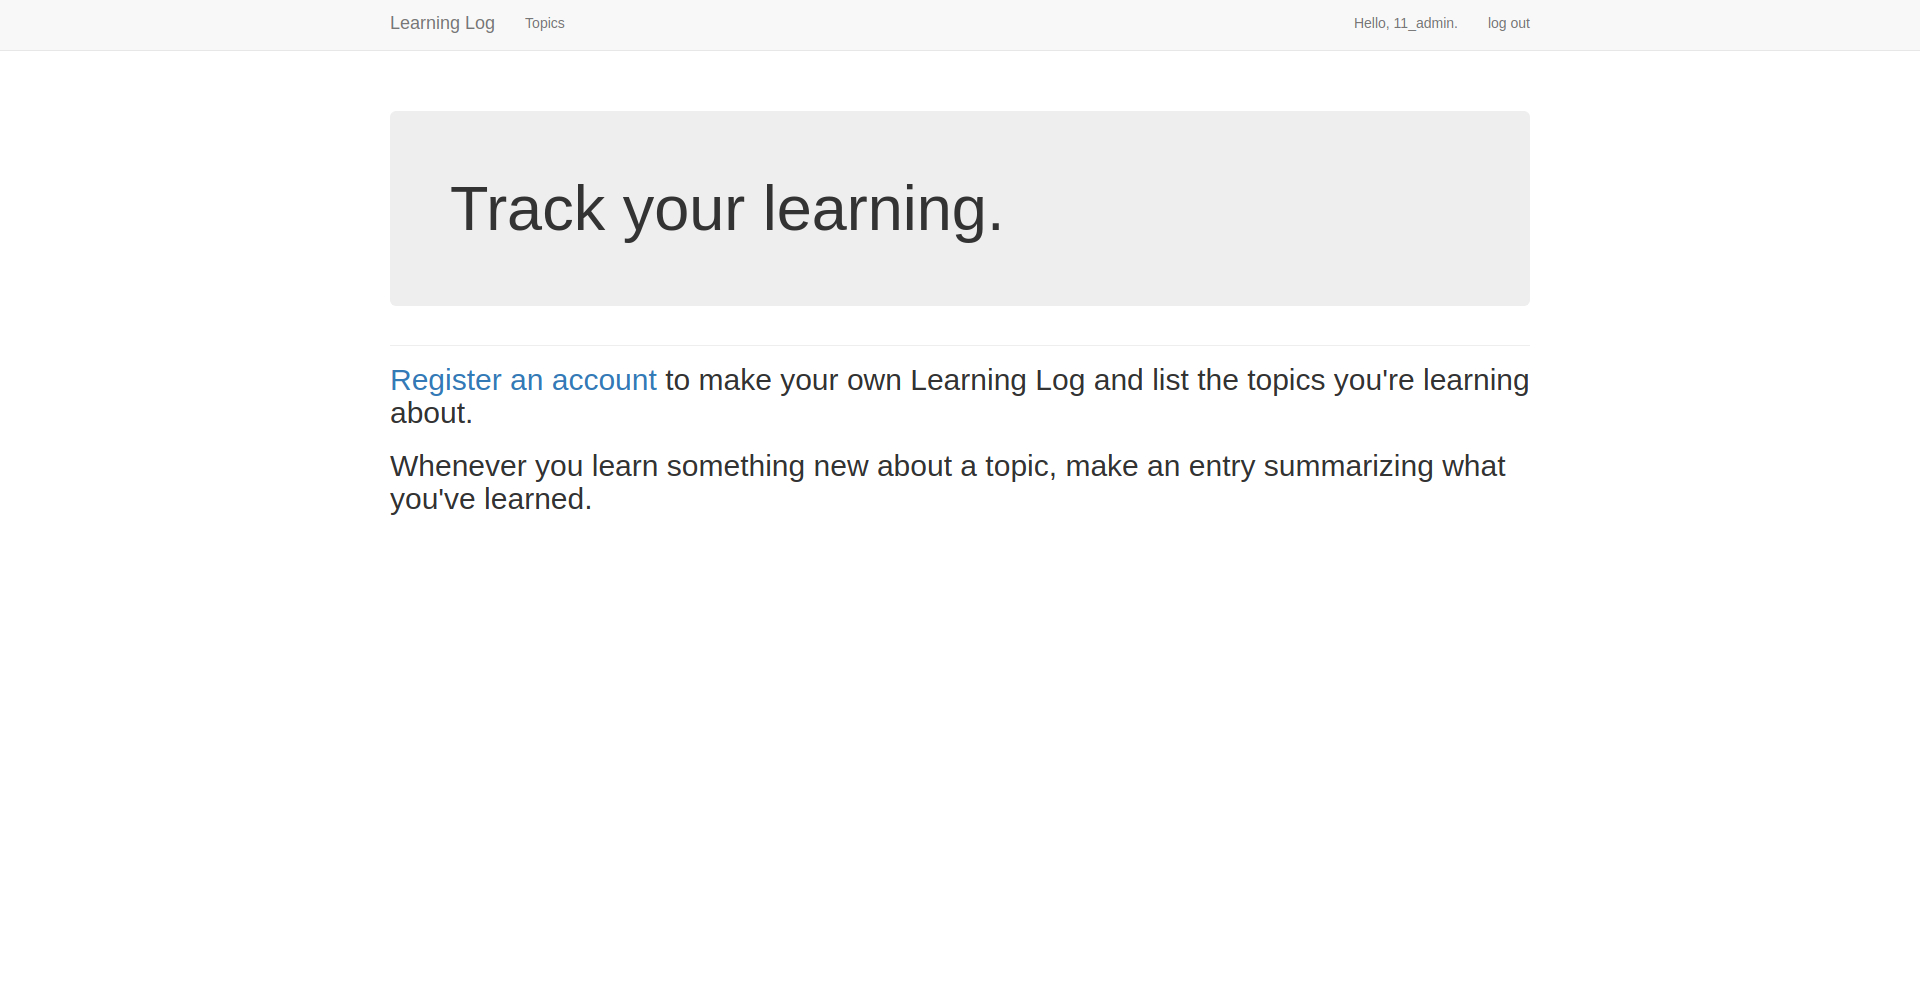 Learning Log Topics Hello, 11_admin. log out
Track your learning.
Register an account to make your own Learning Log and list the topics you're learning
about.
Whenever you learn something new about a topic, make an entry summarizing what
you've learned.